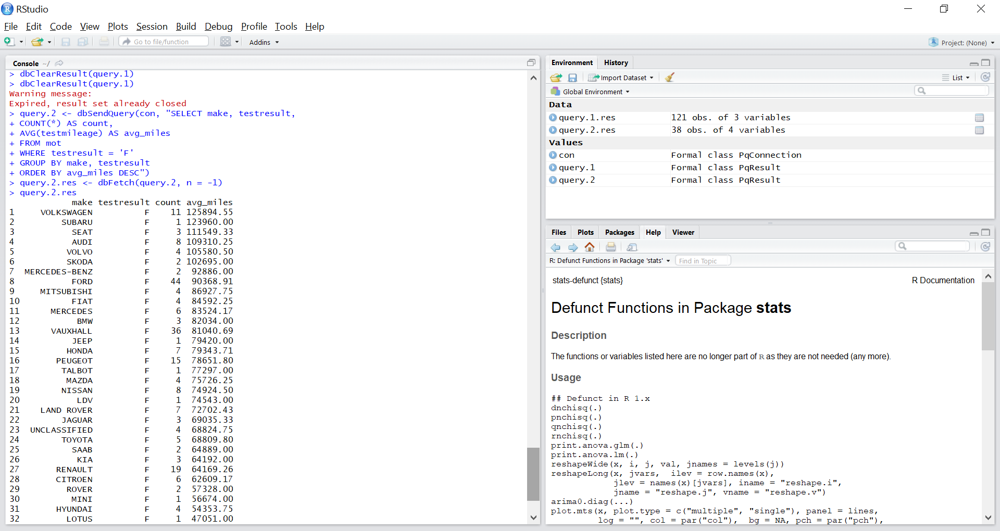 RStudio
File Edit Code View Plots Session Build Debug Profile Tools Help
Go to file/function Addins Project: (None)
Console ~/
> dbClearResult(query.1)
> dbClearResult(query.1)
Warning message:
Expired, result set already closed
> query.2 <- dbSendQuery(con, "SELECT make, testresult,
+ COUNT(*) AS count,
+ AVG(testmileage) AS avg_miles
+ FROM mot
+ WHERE testresult = 'F'
+ GROUP BY make, testresult
+ ORDER BY avg_miles DESC")
> query.2.res <- dbFetch(query.2, n = -1)
> query.2.res
make testresult count avg_miles
1 VOLKSWAGEN F 11 125894.55
2 SUBARU F 1 123960.00
3 SEAT F 3 111549.33
4 AUDI F 8 109310.25
5 VOLVO F 4 105580.50
6 SKODA F 2 102695.00
7 MERCEDES-BENZ F 2 92886.00
8 FORD F 44 90368.91
9 MITSUBISHI F 4 86927.75
10 FIAT F 4 84592.25
11 MERCEDES F 6 83524.17
12 BMW F 3 82034.00
13 VAUXHALL F 36 81040.69
14 JEEP F 1 79420.00
15 HONDA F 7 79343.71
16 PEUGEOT F 15 78651.80
17 TALBOT F 1 77297.00
18 MAZDA F 4 75726.25
19 NISSAN F 8 74924.50
20 LDV F 1 74543.00
21 LAND ROVER F 7 72702.43
22 JAGUAR F 3 69035.33
23 UNCLASSIFIED F 4 68824.75
24 TOYOTA F 5 68809.80
25 SAAB F 2 64889.00
26 KIA F 3 64192.00
27 RENAULT F 19 64169.26
28 CITROEN F 6 62609.17
29 ROVER F 2 57328.00
30 MINI F 1 56674.00
31 HYUNDAI F 4 54353.75
32 LOTUS F 1 47051.00
Environment History
Import Dataset List
Global Environment
Data
query.1.res 121 obs. of 3 variables
query.2.res 38 obs. of 4 variables
Values
con Formal class PqConnection
query.1 Formal class PqResult
query.2 Formal class PqResult
Files Plots Packages Help Viewer
R: Defunct Functions in Package 'stats' Find in Topic
stats-defunct {stats} R Documentation
Defunct Functions in Package stats
Description
The functions or variables listed here are no longer part of R as they are not needed (any more).
Usage
## Defunct in R 1.x
dnchisq(.)
pnchisq(.)
qnchisq(.)
rnchisq(.)
print.anova.glm(.)
print.anova.lm(.)
reshapeWide(x, i, j, val, jnames = levels(j))
reshapeLong(x, jvars, ilev = row.names(x),
jlev = names(x)[jvars], iname = "reshape.i",
jname = "reshape.j", vname = "reshape.v")
arima0.diag(...)
plot.mts(x, plot.type = c("multiple", "single"), panel = lines,
log = "", col = par("col"), bg = NA, pch = par("pch"),